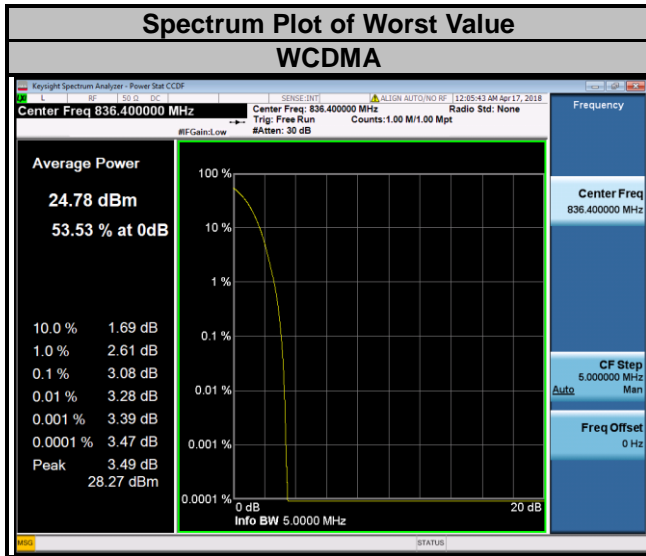 Spectrum Plot of Worst Value
WCDMA
Keysight Spectrum Analyzer - Power Stat CCDF
L RF 50 Ω DC SENSE:INT ALIGN AUTO/NO RF 12:05:43 AM Apr 17, 2018
Center Freq 836.400000 MHz
Center Freq: 836.400000 MHz Radio Std: None
Trig: Free Run Counts:1.00 M/1.00 Mpt
#IFGain:Low #Atten: 30 dB
Frequency
Average Power
24.78 dBm
53.53 % at 0dB
10.0 % 1.69 dB
1.0 % 2.61 dB
0.1 % 3.08 dB
0.01 % 3.28 dB
0.001 % 3.39 dB
0.0001 % 3.47 dB
Peak 3.49 dB
28.27 dBm
100 %
10 %
1 %
0.1 %
0.01 %
0.001 %
0.0001 %
0 dB 20 dB
Info BW 5.0000 MHz
Center Freq
836.400000 MHz
CF Step
5.000000 MHz
Auto Man
Freq Offset
0 Hz
MSG STATUS